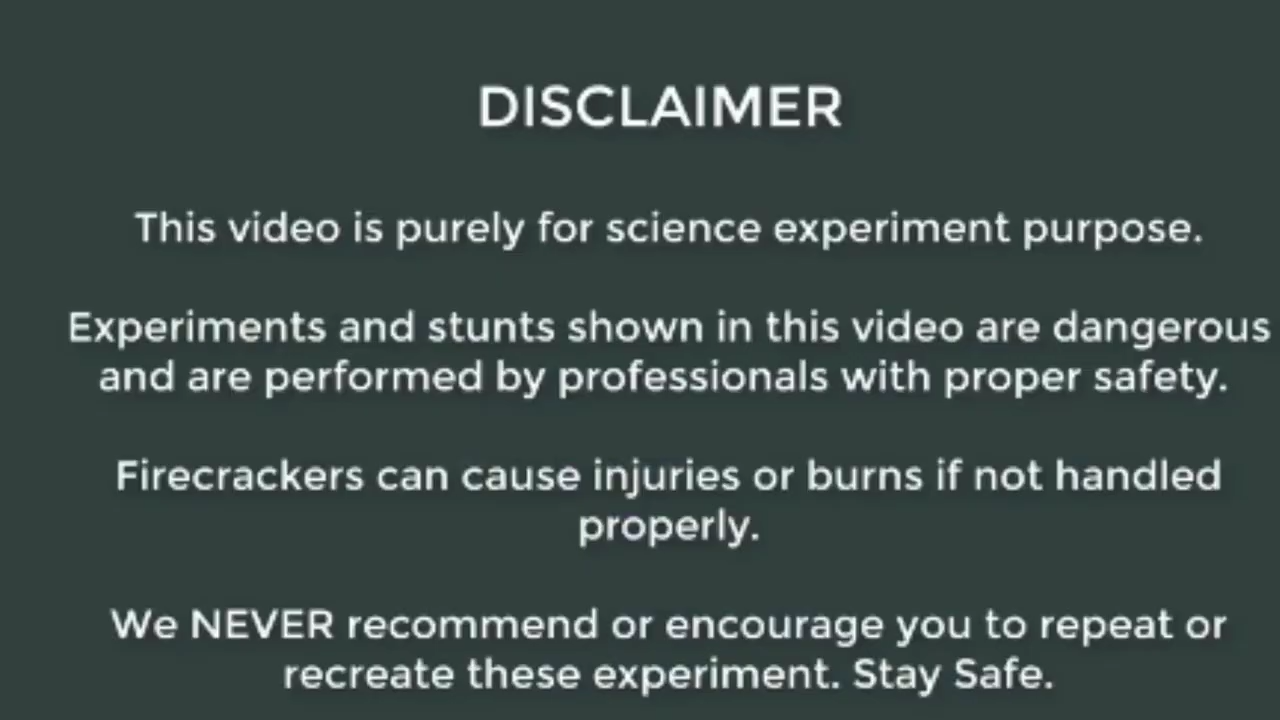 DISCLAIMER
This video is purely for science experiment purpose.
Experiments and stunts shown in this video are dangerous
and are performed by professionals with proper safety.
Firecrackers can cause injuries or burns if not handled
properly.
We NEVER recommend or encourage you to repeat or
recreate these experiment. Stay Safe.